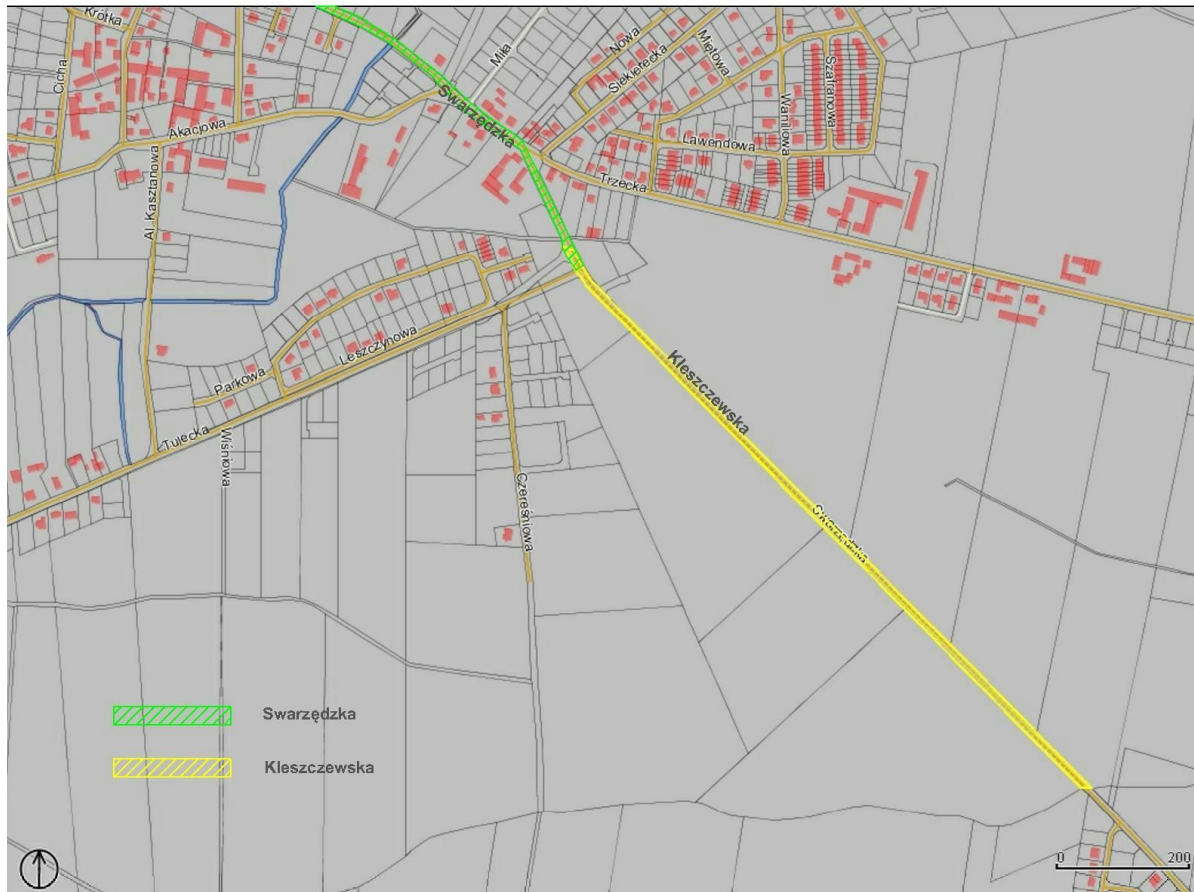 Krótka
Cicha
Miła
Nowa
Siekierecka
Miętowa
Szafranowa
Swarzędzka
Waniliowa
Akacjowa
Lawendowa
Trzecka
Al. Kasztanowa
Leszczynowa
Kleszczewska
Parkowa
Tulecka
Wiśniowa
Czereśniowa
Swarzędzka
Kleszczewska
0 200